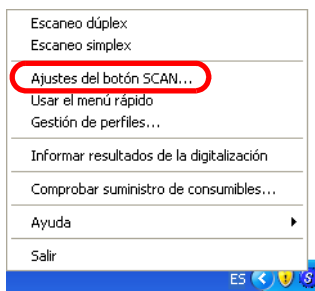 Escaneo dúplex
Escaneo simplex
Ajustes del botón SCAN...
Usar el menú rápido
Gestión de perfiles...
Informar resultados de la digitalización
Comprobar suministro de consumibles...
Ayuda
Salir
ES
S